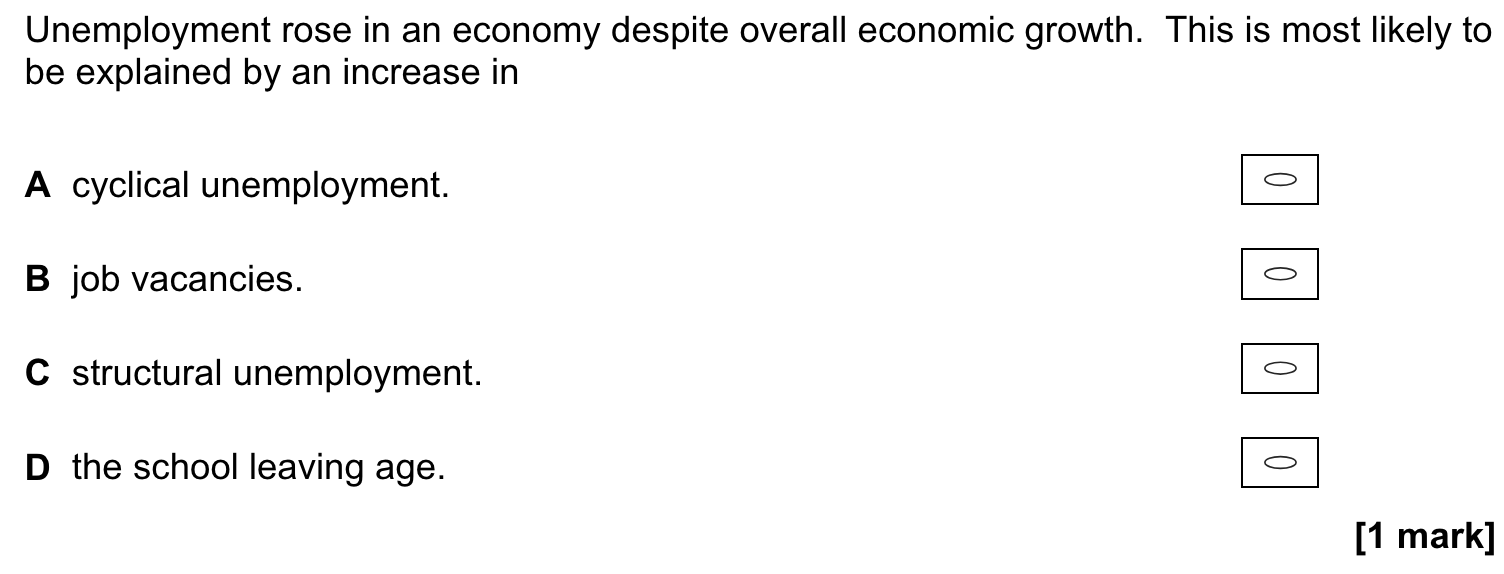 Unemployment rose in an economy despite overall economic growth.  This is most likely to
be explained by an increase in
A cyclical unemployment.
B job vacancies.
C structural unemployment.
D the school leaving age.
[1 mark]